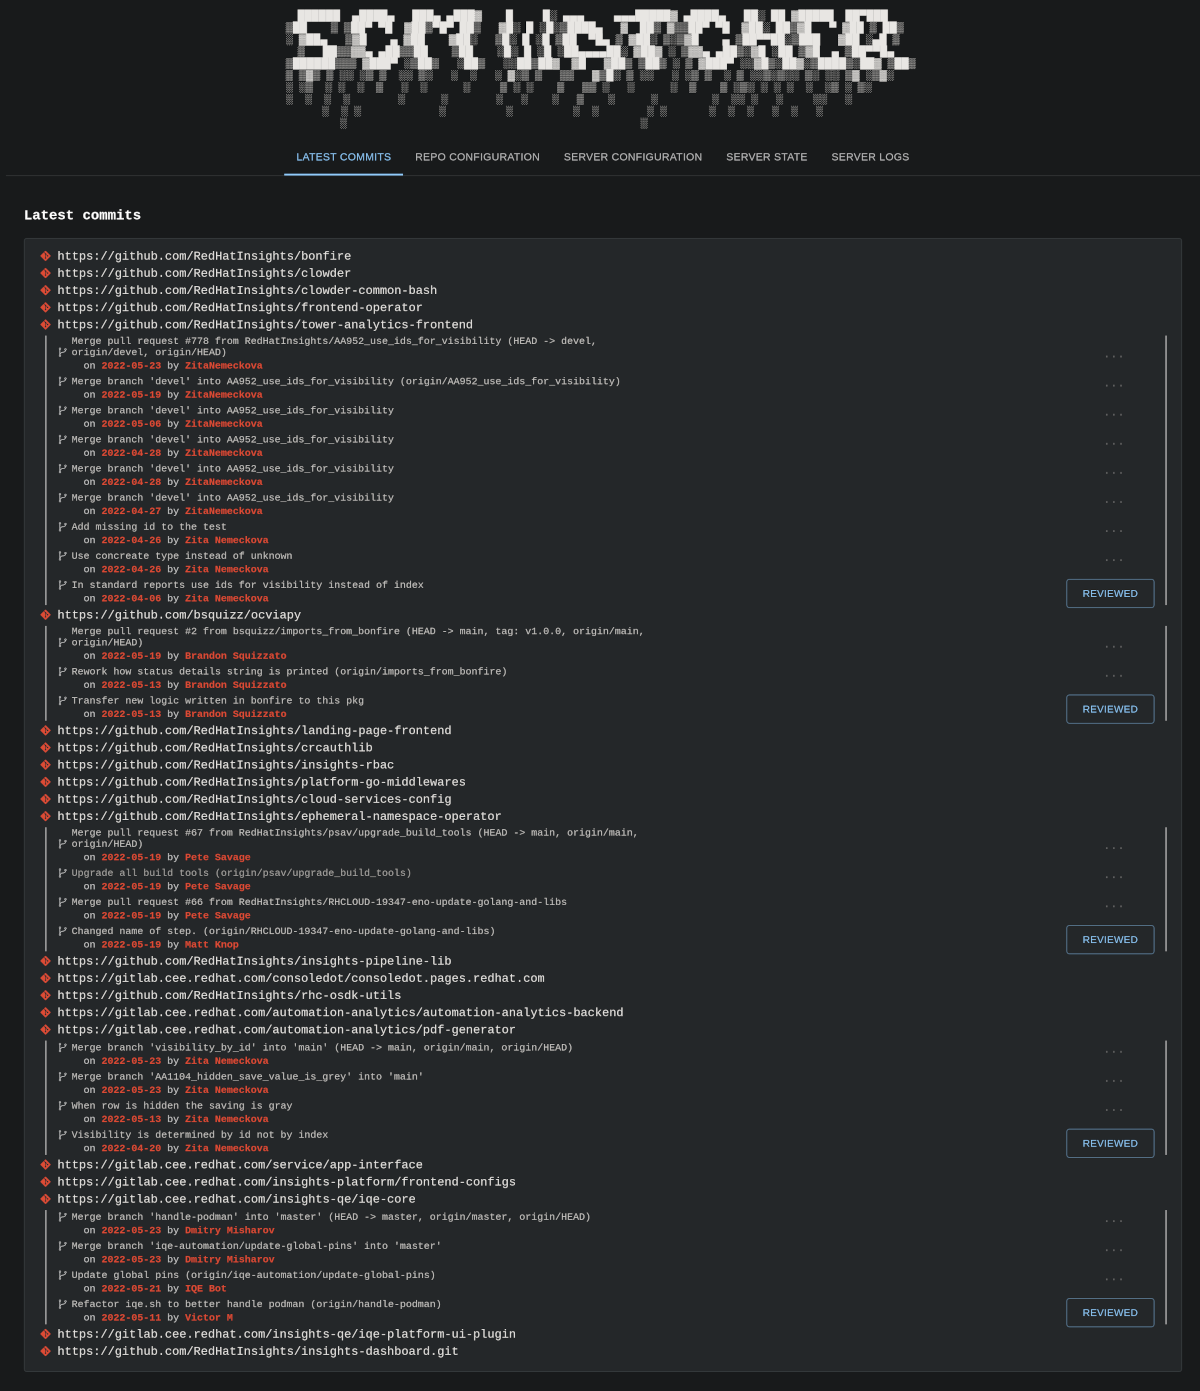 LATEST COMMITS
REPO CONFIGURATION
SERVER CONFIGURATION
SERVER STATE
SERVER LOGS
Latest commits
https://github.com/RedHatInsights/bonfire
https://github.com/RedHatInsights/clowder
https://github.com/RedHatInsights/clowder-common-bash
https://github.com/RedHatInsights/frontend-operator
https://github.com/RedHatInsights/tower-analytics-frontend
Merge pull request #778 from RedHatInsights/AA952_use_ids_for_visibility (HEAD -> devel,
origin/devel, origin/HEAD)
...
on 2022-05-23 by ZitaNemeckova
Merge branch 'devel' into AA952_use_ids_for_visibility (origin/AA952_use_ids_for_visibility)
...
on 2022-05-19 by ZitaNemeckova
Merge branch 'devel' into AA952_use_ids_for_visibility
...
on 2022-05-06 by ZitaNemeckova
Merge branch 'devel' into AA952_use_ids_for_visibility
...
on 2022-04-28 by ZitaNemeckova
Merge branch 'devel' into AA952_use_ids_for_visibility
...
on 2022-04-28 by ZitaNemeckova
Merge branch 'devel' into AA952_use_ids_for_visibility
...
on 2022-04-27 by ZitaNemeckova
Add missing id to the test
...
on 2022-04-26 by Zita Nemeckova
Use concreate type instead of unknown
...
on 2022-04-26 by Zita Nemeckova
In standard reports use ids for visibility instead of index
REVIEWED
on 2022-04-06 by Zita Nemeckova
https://github.com/bsquizz/ocviapy
Merge pull request #2 from bsquizz/imports_from_bonfire (HEAD -> main, tag: v1.0.0, origin/main,
origin/HEAD)
...
on 2022-05-19 by Brandon Squizzato
Rework how status details string is printed (origin/imports_from_bonfire)
...
on 2022-05-13 by Brandon Squizzato
Transfer new logic written in bonfire to this pkg
REVIEWED
on 2022-05-13 by Brandon Squizzato
https://github.com/RedHatInsights/landing-page-frontend
https://github.com/RedHatInsights/crcauthlib
https://github.com/RedHatInsights/insights-rbac
https://github.com/RedHatInsights/platform-go-middlewares
https://github.com/RedHatInsights/cloud-services-config
https://github.com/RedHatInsights/ephemeral-namespace-operator
Merge pull request #67 from RedHatInsights/psav/upgrade_build_tools (HEAD -> main, origin/main,
origin/HEAD)
...
on 2022-05-19 by Pete Savage
Upgrade all build tools (origin/psav/upgrade_build_tools)
...
on 2022-05-19 by Pete Savage
Merge pull request #66 from RedHatInsights/RHCLOUD-19347-eno-update-golang-and-libs
...
on 2022-05-19 by Pete Savage
Changed name of step. (origin/RHCLOUD-19347-eno-update-golang-and-libs)
REVIEWED
on 2022-05-19 by Matt Knop
https://github.com/RedHatInsights/insights-pipeline-lib
https://gitlab.cee.redhat.com/consoledot/consoledot.pages.redhat.com
https://github.com/RedHatInsights/rhc-osdk-utils
https://gitlab.cee.redhat.com/automation-analytics/automation-analytics-backend
https://gitlab.cee.redhat.com/automation-analytics/pdf-generator
Merge branch 'visibility_by_id' into 'main' (HEAD -> main, origin/main, origin/HEAD)
...
on 2022-05-23 by Zita Nemeckova
Merge branch 'AA1104_hidden_save_value_is_grey' into 'main'
...
on 2022-05-23 by Zita Nemeckova
When row is hidden the saving is gray
...
on 2022-05-13 by Zita Nemeckova
Visibility is determined by id not by index
REVIEWED
on 2022-04-20 by Zita Nemeckova
https://gitlab.cee.redhat.com/service/app-interface
https://gitlab.cee.redhat.com/insights-platform/frontend-configs
https://gitlab.cee.redhat.com/insights-qe/iqe-core
Merge branch 'handle-podman' into 'master' (HEAD -> master, origin/master, origin/HEAD)
...
on 2022-05-23 by Dmitry Misharov
Merge branch 'iqe-automation/update-global-pins' into 'master'
...
on 2022-05-23 by Dmitry Misharov
Update global pins (origin/iqe-automation/update-global-pins)
...
on 2022-05-21 by IQE Bot
Refactor iqe.sh to better handle podman (origin/handle-podman)
REVIEWED
on 2022-05-11 by Victor M
https://gitlab.cee.redhat.com/insights-qe/iqe-platform-ui-plugin
https://github.com/RedHatInsights/insights-dashboard.git